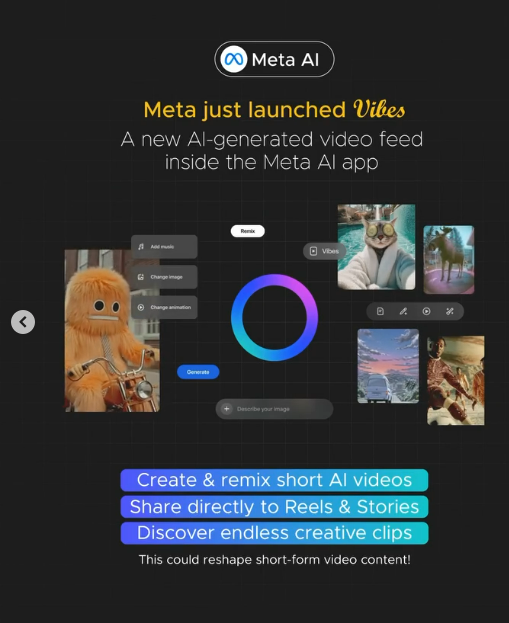 Meta AI
Meta just launched Vibes
A new AI-generated video feed
inside the Meta AI app
Remix
Add music
Vibes
Change image
Change animation
Generate
Describe your image
Create & remix short AI videos
Share directly to Reels & Stories
Discover endless creative clips
This could reshape short-form video content!